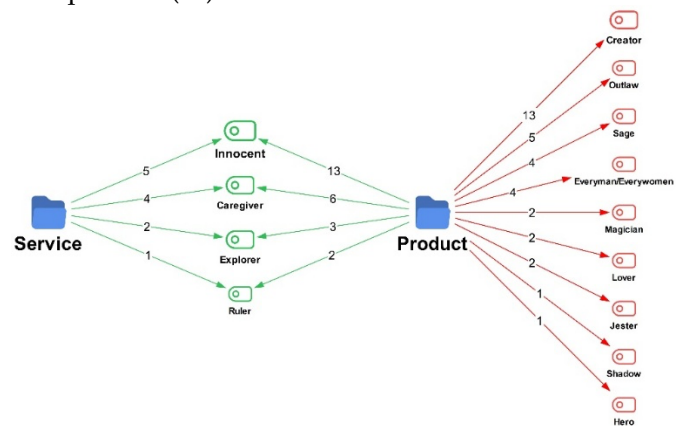 Creator
13
Outlaw
5
Sage
4
Everyman/Everywomen
4
Magician
2
Lover
2
Jester
2
Shadow
1
Hero
1
Innocent
5
13
Caregiver
4
6
Explorer
2
3
Ruler
1
2
Service
Product